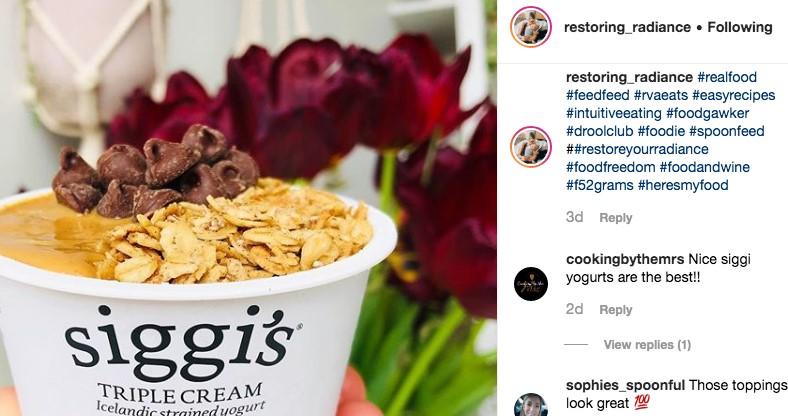 siggi's®
TRIPLE CREAM
Icelandic strained yogurt
restoring_radiance • Following
restoring_radiance #realfood
#feedfeed #rvaeats #easyrecipes
#intuitiveeating #foodgawker
#droolclub #foodie #spoonfeed
##restoreyourradiance
#foodfreedom #foodandwine
#f52grams #heresmyfood
3d Reply
cookingbythemrs Nice siggi
yogurts are the best!!
2d Reply
View replies (1)
sophies_spoonful Those toppings
look great 💯